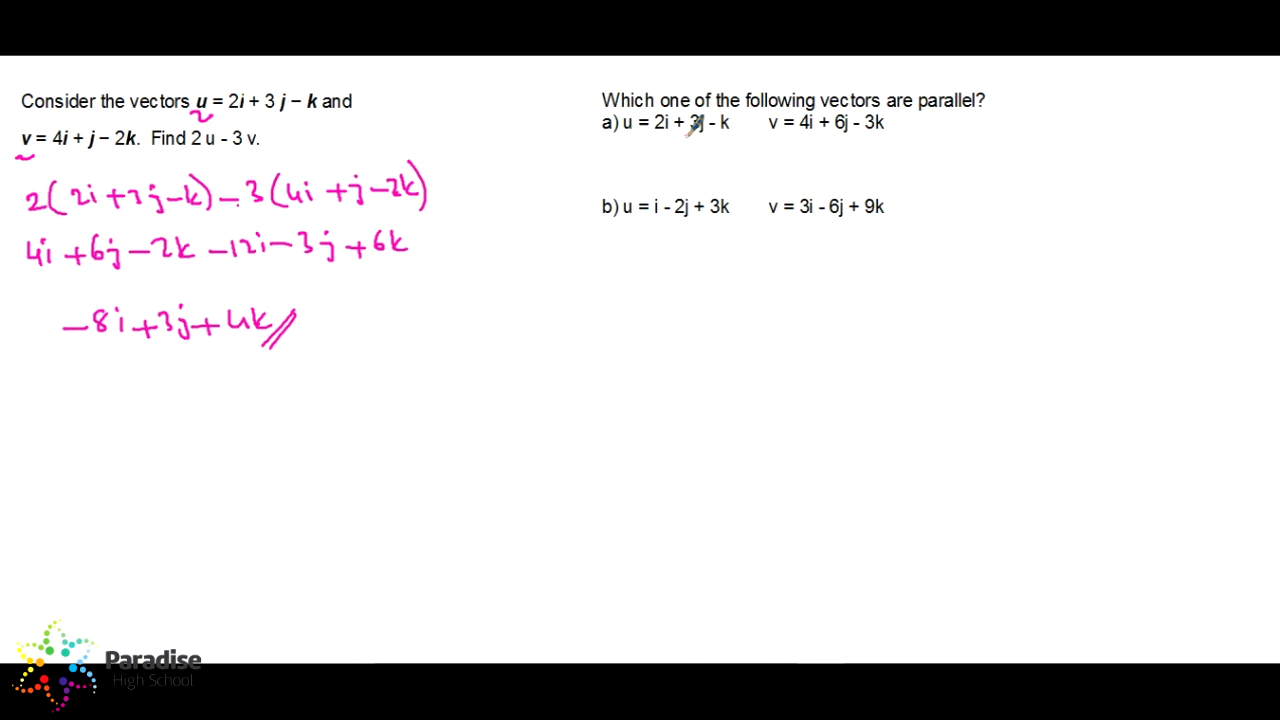 Consider the vectors u = 2i + 3 j − k and
v = 4i + j − 2k. Find 2 u - 3 v.
2(2i+3j-k)-3(4i+j-2k)
4i+6j-2k-12i-3j+6k
-8i+3j+4k//
Which one of the following vectors are parallel?
a) u = 2i + 3j - k v = 4i + 6j - 3k
b) u = i - 2j + 3k v = 3i - 6j + 9k
Paradise
High School